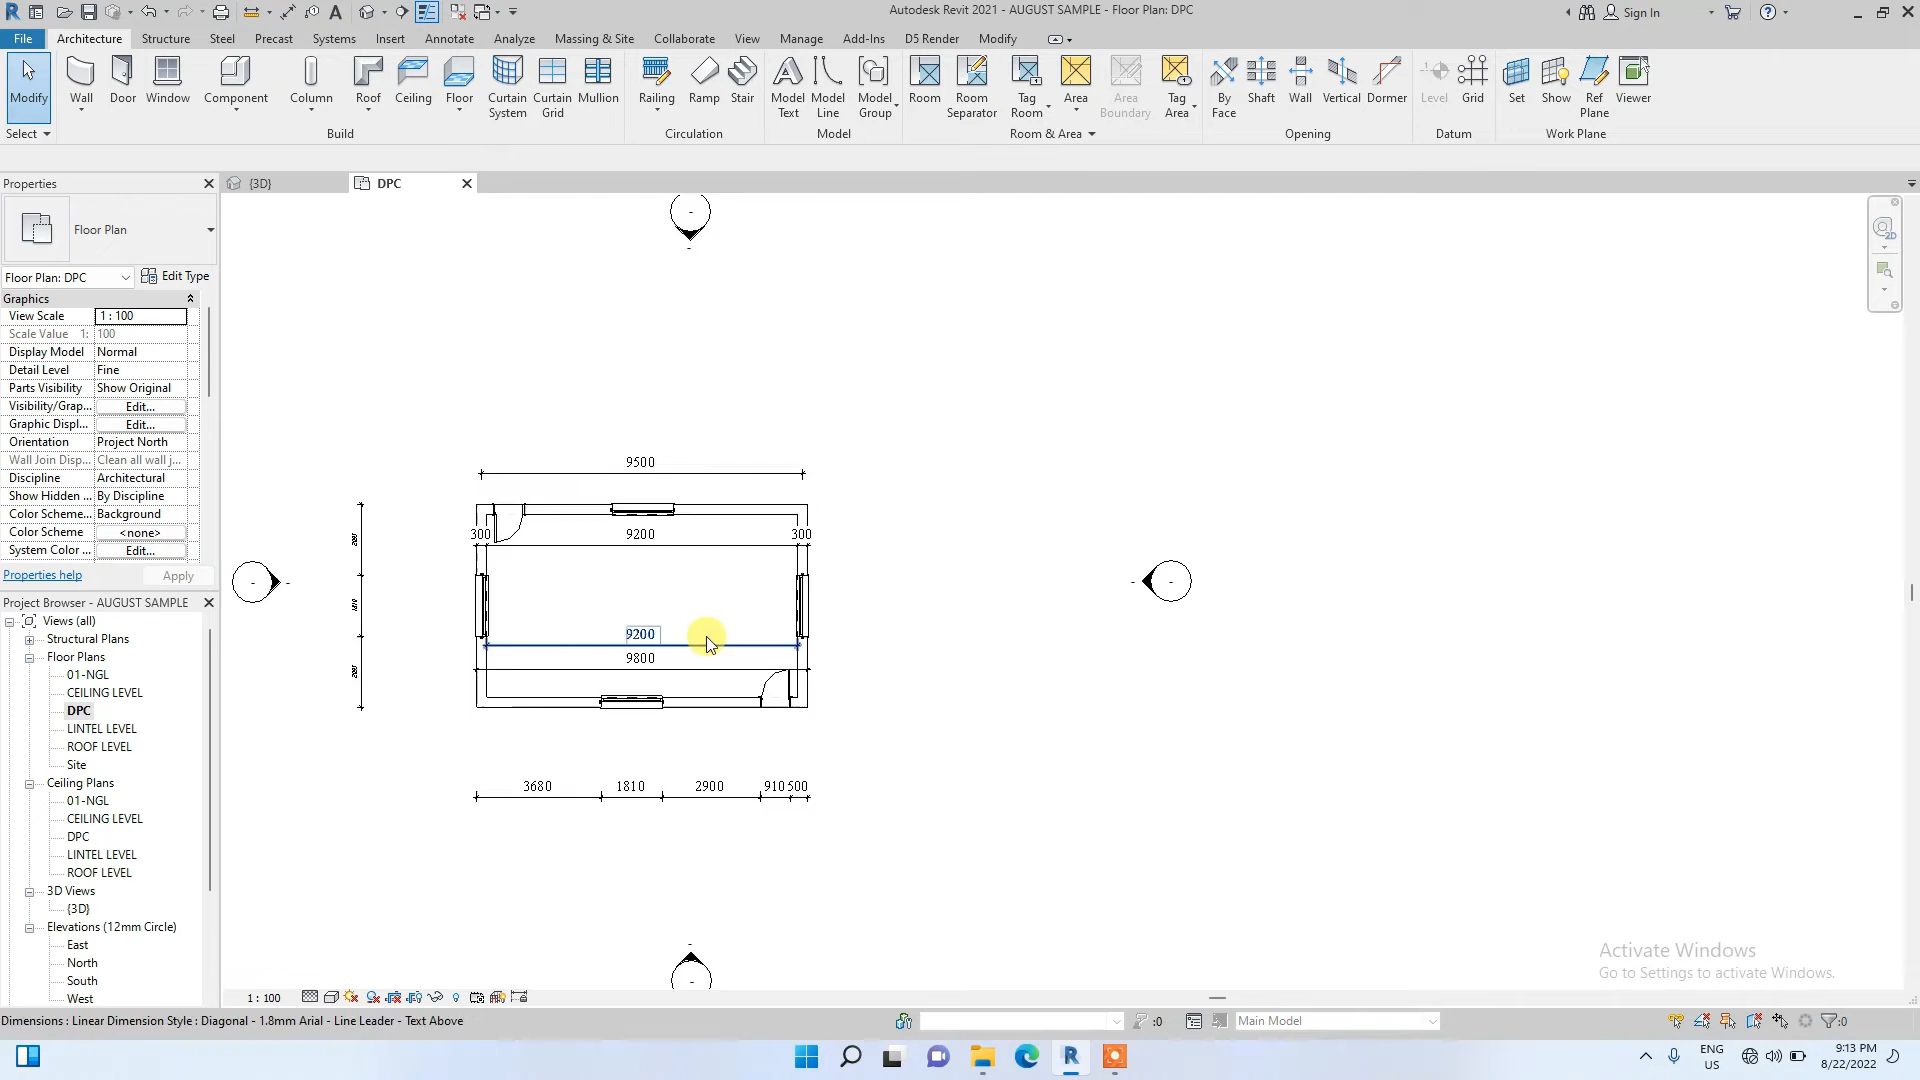 Autodesk Revit 2021 - AUGUST SAMPLE - Floor Plan: DPC
Sign In
File Architecture Structure Steel Precast Systems Insert Annotate Analyze Massing & Site Collaborate View Manage Add-Ins D5 Render Modify
Modify Wall Door Window Component Column Roof Ceiling Floor Curtain System Curtain Grid Mullion Railing Ramp Stair Model Text Model Line Model Group Room Room Separator Tag Room Area Area Boundary Tag Area By Face Shaft Wall Vertical Dormer Level Grid Set Show Ref Plane Viewer
Select Build Circulation Model Room & Area Opening Datum Work Plane
Properties
{3D}
DPC
Floor Plan
Floor Plan: DPC
Edit Type
Graphics
View Scale 1 : 100
Scale Value 1: 100
Display Model Normal
Detail Level Fine
Parts Visibility Show Original
Visibility/Grap... Edit...
Graphic Displ... Edit...
Orientation Project North
Wall Join Disp... Clean all wall j...
Discipline Architectural
Show Hidden ... By Discipline
Color Scheme... Background
Color Scheme <none>
System Color ... Edit...
Properties help Apply
Project Browser - AUGUST SAMPLE
Views (all)
Structural Plans
Floor Plans
01-NGL
CEILING LEVEL
DPC
LINTEL LEVEL
ROOF LEVEL
Site
Ceiling Plans
01-NGL
CEILING LEVEL
DPC
LINTEL LEVEL
ROOF LEVEL
3D Views
{3D}
Elevations (12mm Circle)
East
North
South
West
9500
300 9200 300
9200
9800
3680 1810 2900 910 500
Activate Windows
Go to Settings to activate Windows.
1 : 100
Dimensions : Linear Dimension Style : Diagonal - 1.8mm Arial - Line Leader - Text Above
:0
Main Model
:0
ENG
US
9:13 PM
8/22/2022